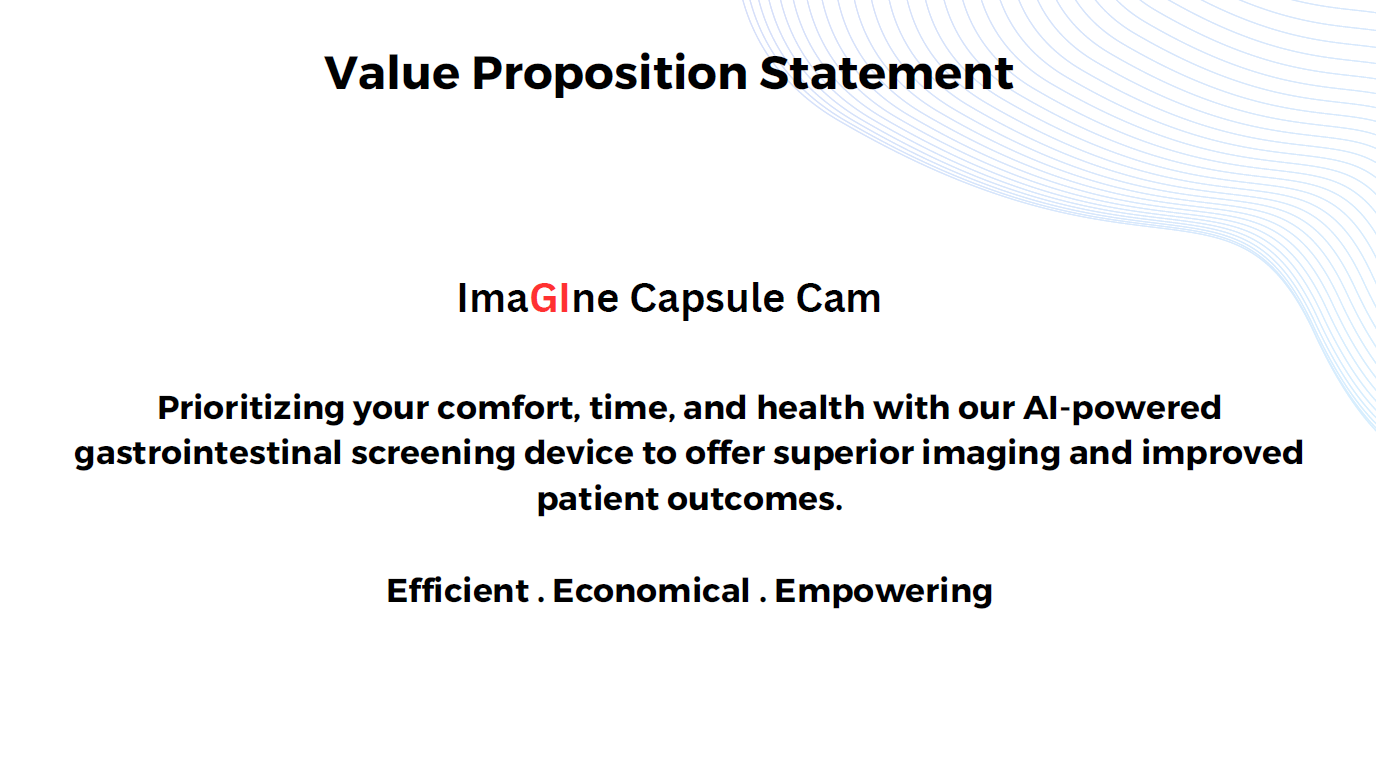 Value Proposition Statement
ImaGIne Capsule Cam
Prioritizing your comfort, time, and health with our AI-powered
gastrointestinal screening device to offer superior imaging and improved
patient outcomes.
Efficient . Economical . Empowering